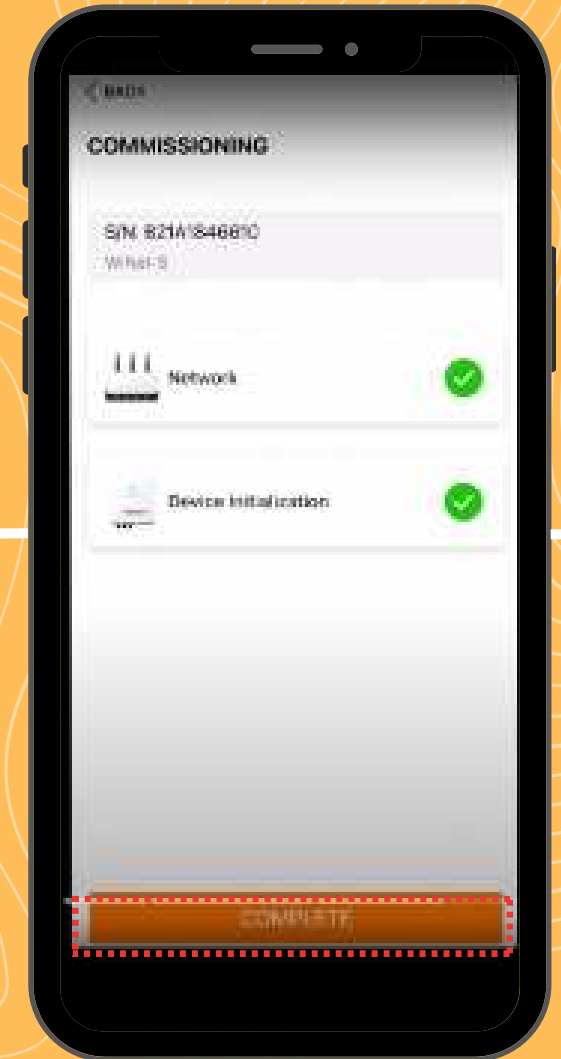 BACK
COMMISSIONING
S/N:
Network
Device Initialization
COMPLETE